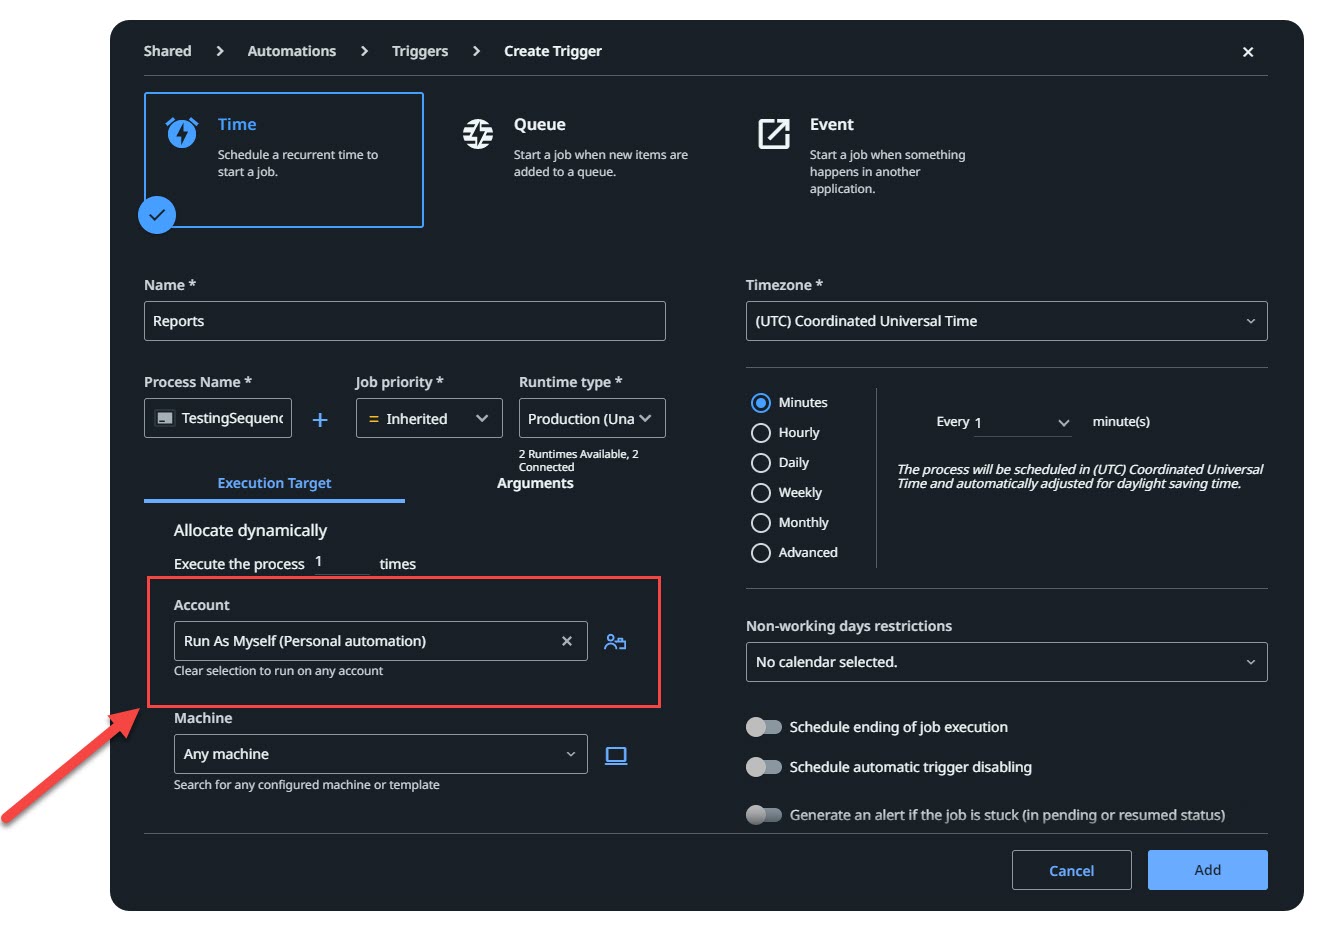 Shared > Automations > Triggers > Create Trigger
Time
Schedule a recurrent time to
start a job.
Queue
Start a job when new items are
added to a queue.
Event
Start a job when something
happens in another
application.
Name *
Reports
Process Name *
TestingSequenc
Job priority *
Inherited
Runtime type *
Production (Una
2 Runtimes Available, 2
Connected
Execution Target
Arguments
Allocate dynamically
Execute the process 1 times
Account
Run As Myself (Personal automation)
Clear selection to run on any account
Machine
Any machine
Search for any configured machine or template
Timezone *
(UTC) Coordinated Universal Time
Minutes
Hourly
Daily
Weekly
Monthly
Advanced
Every 1 minute(s)
The process will be scheduled in (UTC) Coordinated Universal
Time and automatically adjusted for daylight saving time.
Non-working days restrictions
No calendar selected.
Schedule ending of job execution
Schedule automatic trigger disabling
Generate an alert if the job is stuck (in pending or resumed status)
Cancel
Add